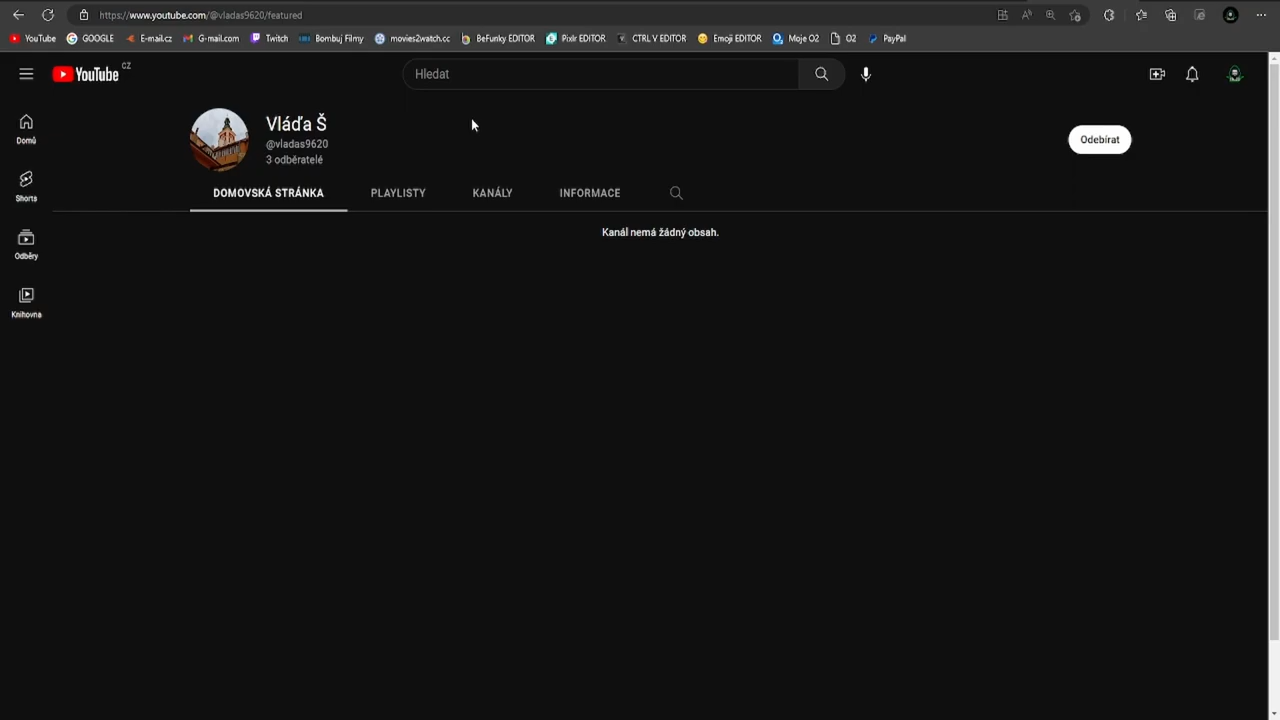 https://www.youtube.com/@vladas9620/featured
YouTube GOOGLE E-mail.cz G-mail.com Twitch Bombuj Filmy movies2watch.cc BeFunky EDITOR Pixlr EDITOR CTRL V EDITOR Emoji EDITOR Moje O2 O2 PayPal
YouTube CZ Hledat
Domů
Shorts
Odběry
Knihovna
Vláďa Š
@vladas9620
3 odběratelé
Odebírat
DOMOVSKÁ STRÁNKA PLAYLISTY KANÁLY INFORMACE
Kanál nemá žádný obsah.